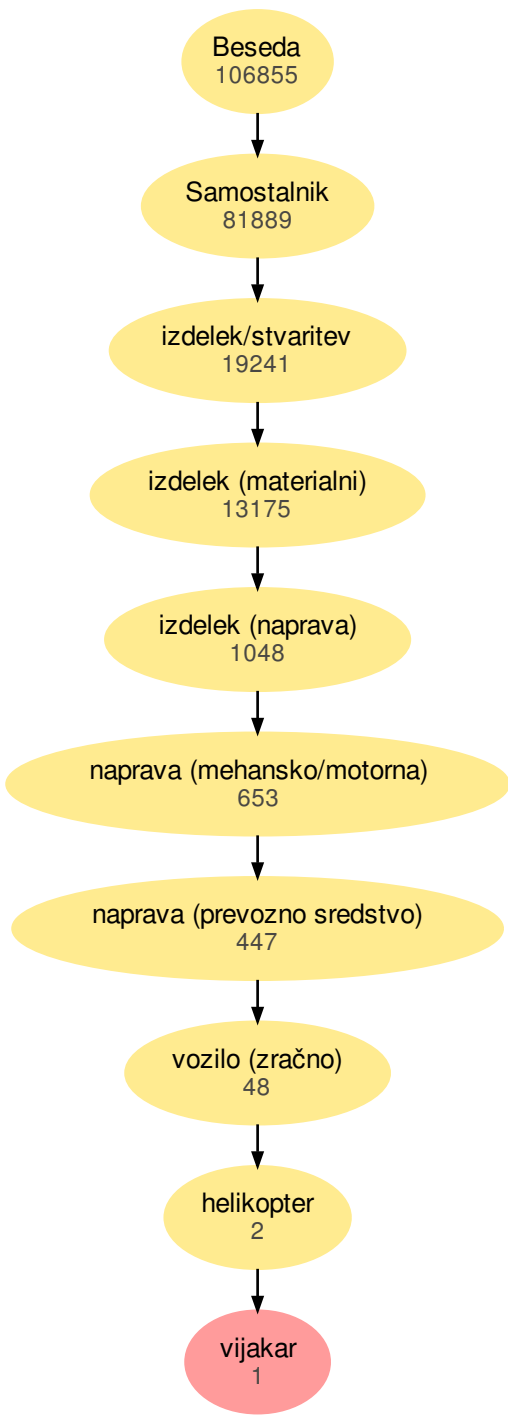 Beseda
106855
Samostalnik
81889
izdelek/stvaritev
19241
izdelek (materialni)
13175
izdelek (naprava)
1048
naprava (mehansko/motorna)
653
naprava (prevozno sredstvo)
447
vozilo (zračno)
48
helikopter
2
vijakar
1